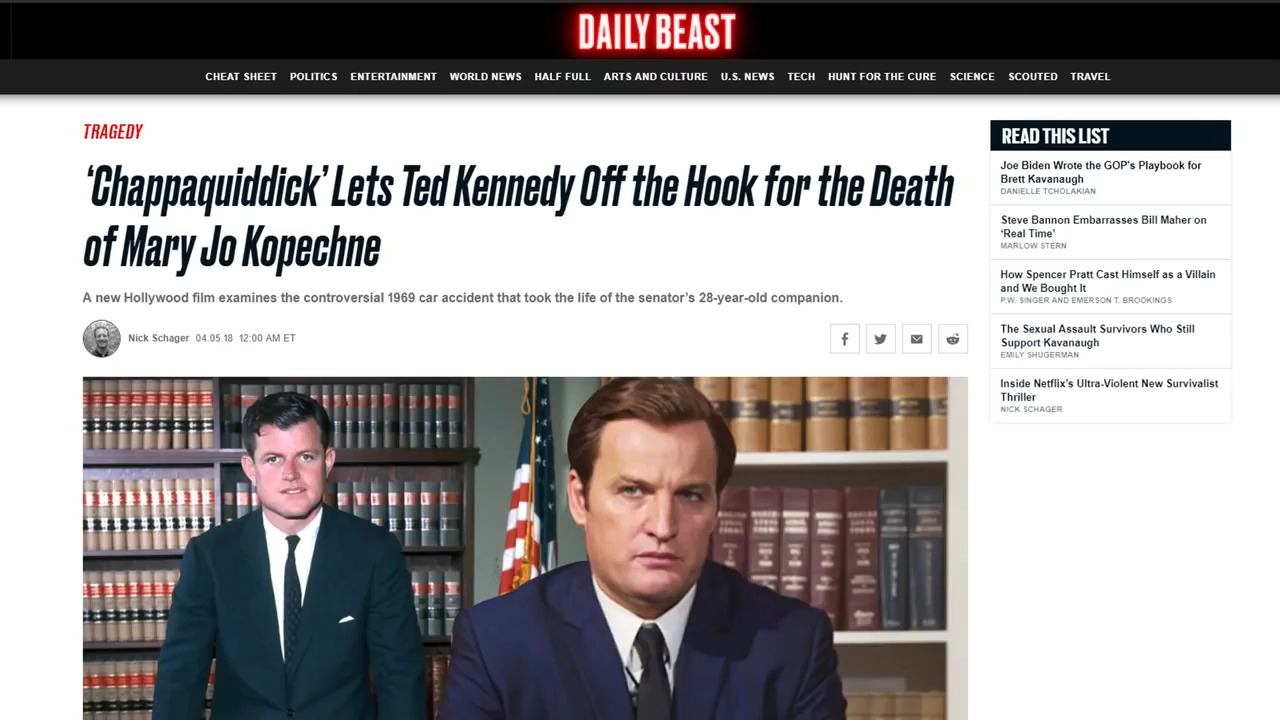 DAILY BEAST
CHEAT SHEET POLITICS ENTERTAINMENT WORLD NEWS HALF FULL ARTS AND CULTURE U.S. NEWS TECH HUNT FOR THE CURE SCIENCE SCOUTED TRAVEL
TRAGEDY
‘Chappaquiddick’ Lets Ted Kennedy Off the Hook for the Death
of Mary Jo Kopechne
A new Hollywood film examines the controversial 1969 car accident that took the life of the senator’s 28-year-old companion.
Nick Schager 04.05.18 12:00 AM ET
READ THIS LIST
Joe Biden Wrote the GOP's Playbook for
Brett Kavanaugh
DANIELLE TCHOLAKIAN
Steve Bannon Embarrasses Bill Maher on
‘Real Time’
MARLOW STERN
How Spencer Pratt Cast Himself as a Villain
and We Bought It
P.W. SINGER AND EMERSON T. BROOKINGS
The Sexual Assault Survivors Who Still
Support Kavanaugh
EMILY SHUGERMAN
Inside Netflix's Ultra-Violent New Survivalist
Thriller
NICK SCHAGER